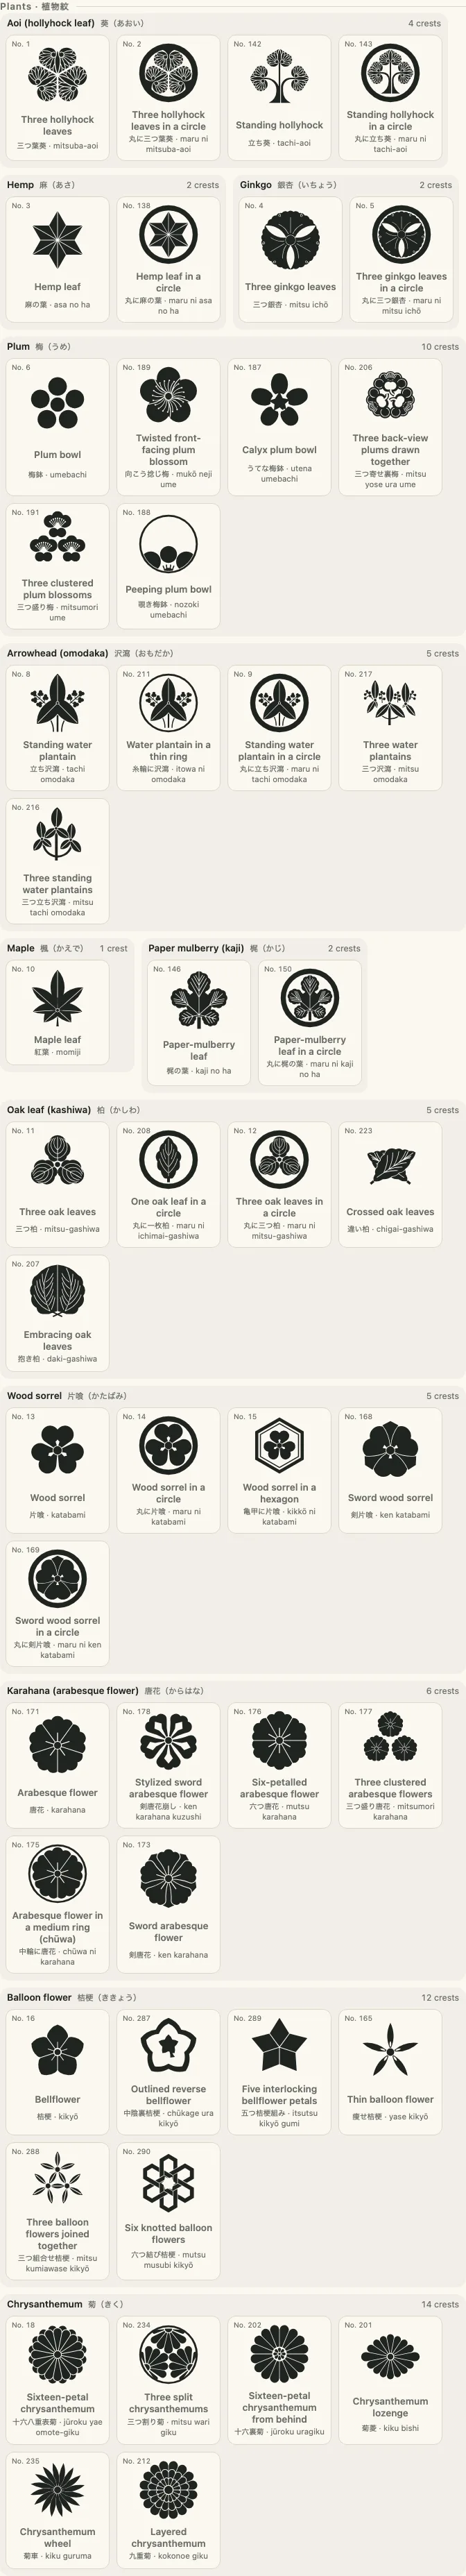 Plants · 植物紋
Aoi (hollyhock leaf) 葵（あおい） 4 crests
No. 1
Three hollyhock
leaves
三つ葉葵 · mitsuba-aoi
No. 2
Three hollyhock
leaves in a circle
丸に三つ葉葵 · maru ni
mitsuba-aoi
No. 142
Standing hollyhock
立ち葵 · tachi-aoi
No. 143
Standing hollyhock
in a circle
丸に立ち葵 · maru ni
tachi-aoi
Hemp 麻（あさ） 2 crests
No. 3
Hemp leaf
麻の葉 · asa no ha
No. 138
Hemp leaf in a
circle
丸に麻の葉 · maru ni asa
no ha
Ginkgo 銀杏（いちょう） 2 crests
No. 4
Three ginkgo leaves
三つ銀杏 · mitsu ichō
No. 5
Three ginkgo leaves
in a circle
丸に三つ銀杏 · maru ni
mitsu ichō
Plum 梅（うめ） 10 crests
No. 6
Plum bowl
梅鉢 · umebachi
No. 189
Twisted front-
facing plum
blossom
向こう捻じ梅 · mukō neji
ume
No. 187
Calyx plum bowl
うてな梅鉢 · utena
umebachi
No. 206
Three back-view
plums drawn
together
三つ寄せ裏梅 · mitsu
yose ura ume
No. 191
Three clustered
plum blossoms
三つ盛り梅 · mitsumori
ume
No. 188
Peeping plum bowl
覗き梅鉢 · nozoki
umebachi
Arrowhead (omodaka) 沢瀉（おもだか） 5 crests
No. 8
Standing water
plantain
立ち沢瀉 · tachi
omodaka
No. 211
Water plantain in a
thin ring
糸輪に沢瀉 · itowa ni
omodaka
No. 9
Standing water
plantain in a circle
丸に立ち沢瀉 · maru ni
tachi omodaka
No. 217
Three water
plantains
三つ沢瀉 · mitsu
omodaka
No. 216
Three standing
water plantains
三つ立ち沢瀉 · mitsu
tachi omodaka
Maple 楓（かえで） 1 crest
No. 10
Maple leaf
紅葉 · momiji
Paper mulberry (kaji) 梶（かじ） 2 crests
No. 146
Paper-mulberry
leaf
梶の葉 · kaji no ha
No. 150
Paper-mulberry
leaf in a circle
丸に梶の葉 · maru ni kaji
no ha
Oak leaf (kashiwa) 柏（かしわ） 5 crests
No. 11
Three oak leaves
三つ柏 · mitsu-gashiwa
No. 208
One oak leaf in a
circle
丸に一枚柏 · maru ni
ichimai-gashiwa
No. 12
Three oak leaves in
a circle
丸に三つ柏 · maru ni
mitsu-gashiwa
No. 223
Crossed oak leaves
違い柏 · chigai-gashiwa
No. 207
Embracing oak
leaves
抱き柏 · daki-gashiwa
Wood sorrel 片喰（かたばみ） 5 crests
No. 13
Wood sorrel
片喰 · katabami
No. 14
Wood sorrel in a
circle
丸に片喰 · maru ni
katabami
No. 15
Wood sorrel in a
hexagon
亀甲に片喰 · kikkō ni
katabami
No. 168
Sword wood sorrel
剣片喰 · ken katabami
No. 169
Sword wood sorrel
in a circle
丸に剣片喰 · maru ni ken
katabami
Karahana (arabesque flower) 唐花（からはな） 6 crests
No. 171
Arabesque flower
唐花 · karahana
No. 178
Stylized sword
arabesque flower
剣唐花崩し · ken
karahana kuzushi
No. 176
Six-petalled
arabesque flower
六つ唐花 · mutsu
karahana
No. 177
Three clustered
arabesque flowers
三つ盛り唐花 · mitsumori
karahana
No. 175
Arabesque flower in
a medium ring
(chūwa)
中輪に唐花 · chūwa ni
karahana
No. 173
Sword arabesque
flower
剣唐花 · ken karahana
Balloon flower 桔梗（ききょう） 12 crests
No. 16
Bellflower
桔梗 · kikyō
No. 287
Outlined reverse
bellflower
中陰裏桔梗 · chūkage ura
kikyō
No. 289
Five interlocking
bellflower petals
五つ桔梗組み · itsutsu
kikyō gumi
No. 165
Thin balloon flower
痩せ桔梗 · yase kikyō
No. 288
Three balloon
flowers joined
together
三つ組合せ桔梗 · mitsu
kumiawase kikyō
No. 290
Six knotted balloon
flowers
六つ結び桔梗 · mutsu
musubi kikyō
Chrysanthemum 菊（きく） 14 crests
No. 18
Sixteen-petal
chrysanthemum
十六八重表菊 · jūroku yae
omote-giku
No. 234
Three split
chrysanthemums
三つ割り菊 · mitsu wari
giku
No. 202
Sixteen-petal
chrysanthemum
from behind
十六裏菊 · jūroku uragiku
No. 201
Chrysanthemum
lozenge
菊菱 · kiku bishi
No. 235
Chrysanthemum
wheel
菊車 · kiku guruma
No. 212
Layered
chrysanthemum
九重菊 · kokonoe giku